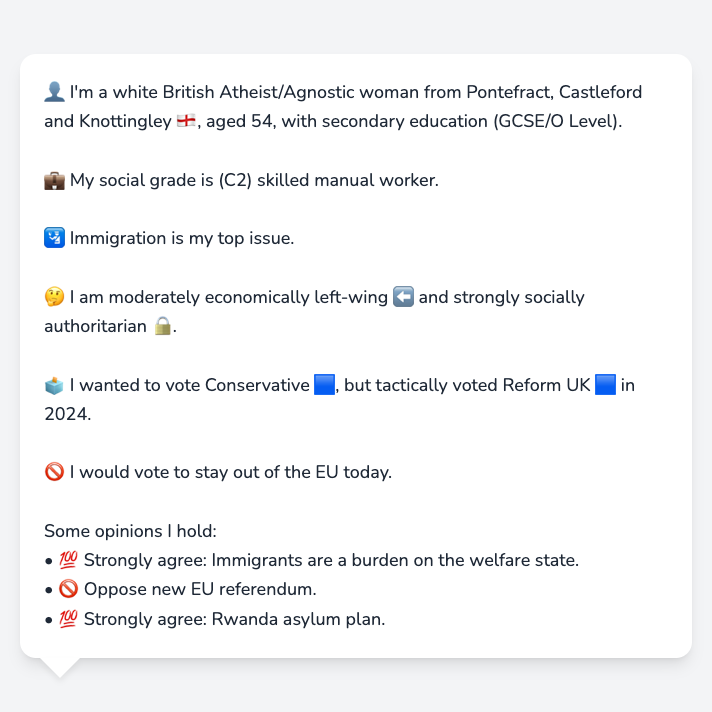 👤 I'm a white British Atheist/Agnostic woman from Pontefract, Castleford
and Knottingley 🏴󠁧󠁢󠁥󠁮󠁧󠁿, aged 54, with secondary education (GCSE/O Level).
💼 My social grade is (C2) skilled manual worker.
🛂 Immigration is my top issue.
🤔 I am moderately economically left-wing ⬅️ and strongly socially
authoritarian 🔒.
🗳️ I wanted to vote Conservative 🟦, but tactically voted Reform UK 🟦 in
2024.
🚫 I would vote to stay out of the EU today.
Some opinions I hold:
• 💯 Strongly agree: Immigrants are a burden on the welfare state.
• 🚫 Oppose new EU referendum.
• 💯 Strongly agree: Rwanda asylum plan.